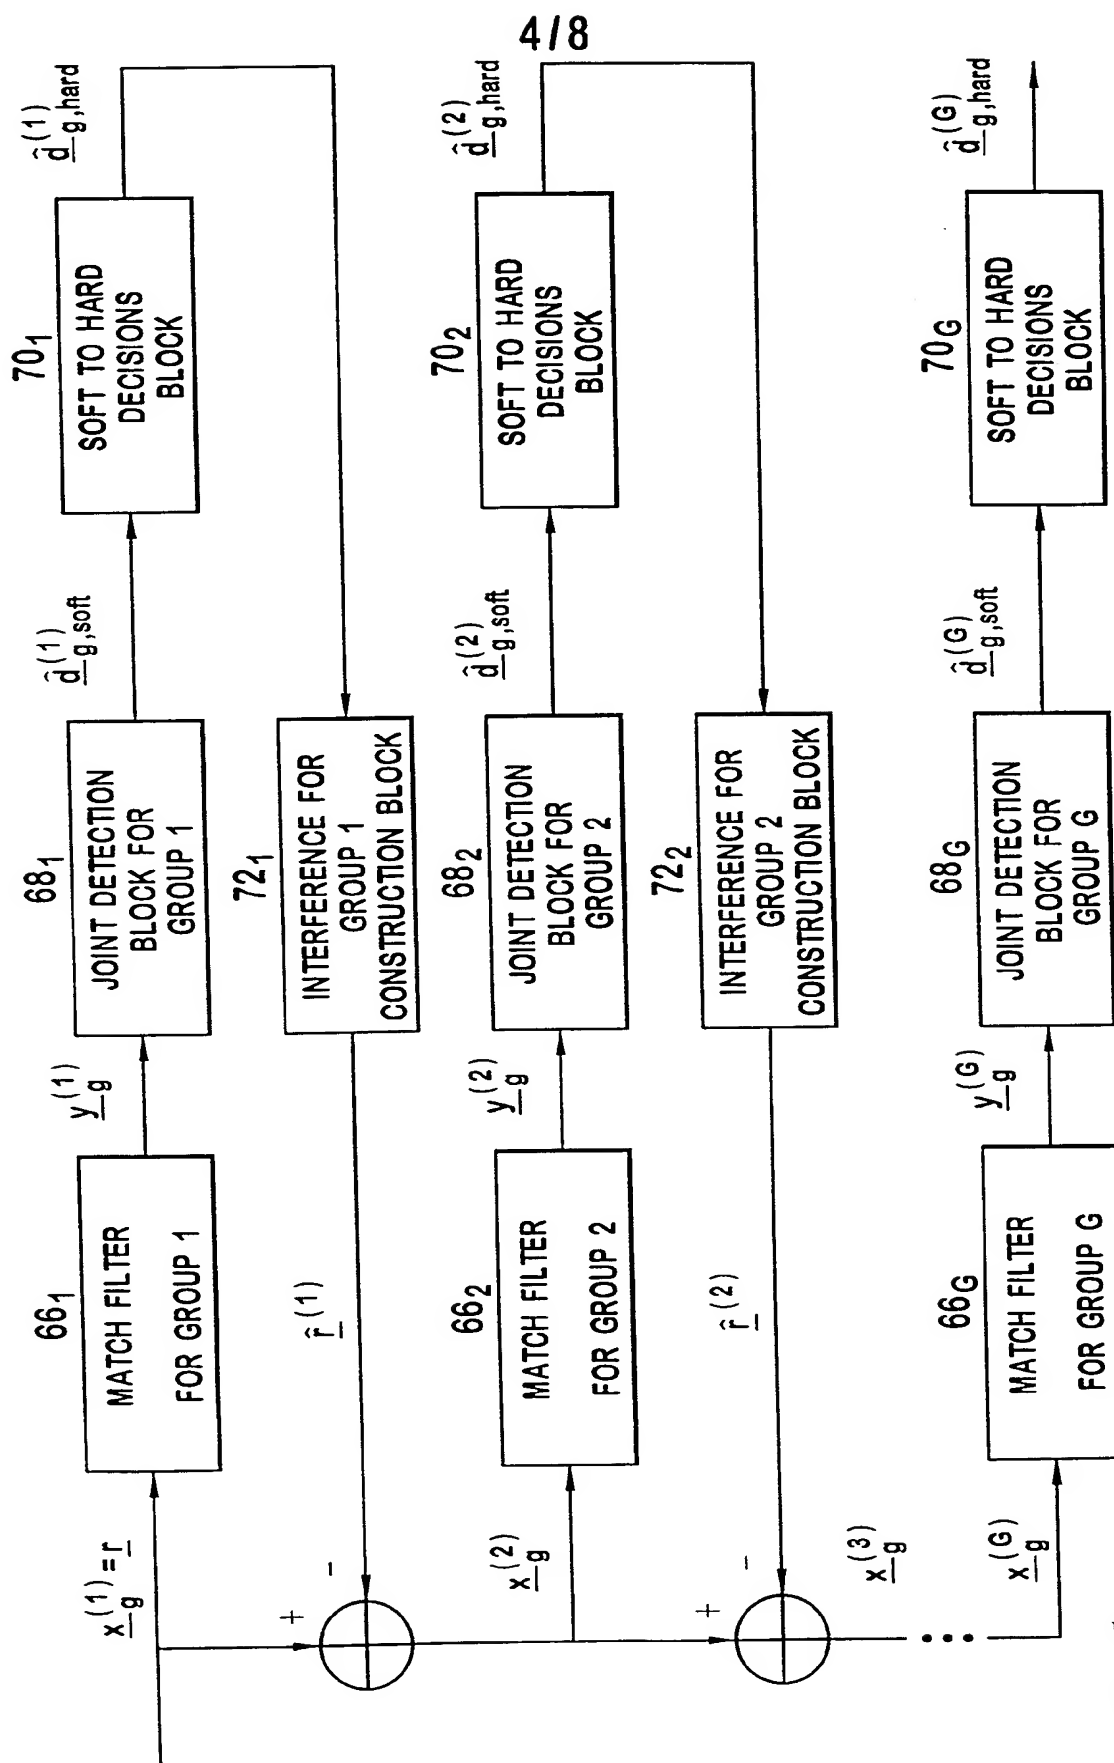 4/8
x_g^(1) = r
66₁
MATCH FILTER
FOR GROUP 1
y_g^(1)
68₁
JOINT DETECTION
BLOCK FOR
GROUP 1
d̂_g,soft^(1)
70₁
SOFT TO HARD
DECISIONS
BLOCK
d̂_g,hard^(1)
+
-
r̂^(1)
72₁
INTERFERENCE FOR
GROUP 1
CONSTRUCTION BLOCK
x_g^(2)
66₂
MATCH FILTER
FOR GROUP 2
y_g^(2)
68₂
JOINT DETECTION
BLOCK FOR
GROUP 2
d̂_g,soft^(2)
70₂
SOFT TO HARD
DECISIONS
BLOCK
d̂_g,hard^(2)
+
-
r̂^(2)
72₂
INTERFERENCE FOR
GROUP 2
CONSTRUCTION BLOCK
x_g^(3)
•••
x_g^(G)
66G
MATCH FILTER
FOR GROUP G
y_g^(G)
68G
JOINT DETECTION
BLOCK FOR
GROUP G
d̂_g,soft^(G)
70G
SOFT TO HARD
DECISIONS
BLOCK
d̂_g,hard^(G)